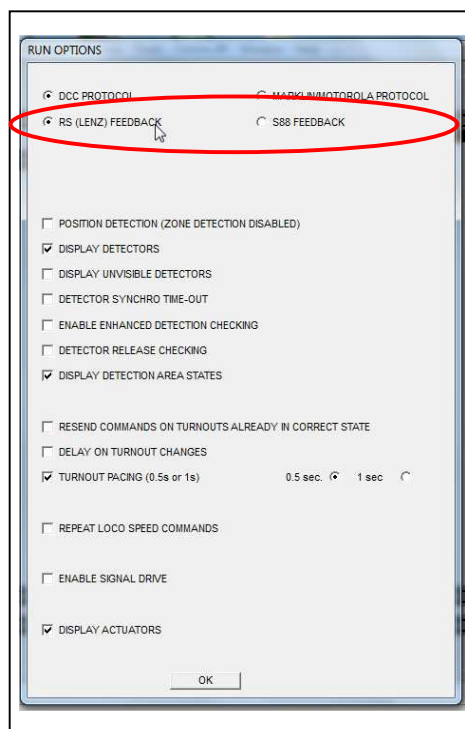 RUN OPTIONS
DCC PROTOCOL MARKLIN/MOTOROLA PROTOCOL
RS (LENZ) FEEDBACK S88 FEEDBACK
POSITION DETECTION (ZONE DETECTION DISABLED)
DISPLAY DETECTORS
DISPLAY UNVISIBLE DETECTORS
DETECTOR SYNCHRO TIME-OUT
ENABLE ENHANCED DETECTION CHECKING
DETECTOR RELEASE CHECKING
DISPLAY DETECTION AREA STATES
RESEND COMMANDS ON TURNOUTS ALREADY IN CORRECT STATE
DELAY ON TURNOUT CHANGES
TURNOUT PACING (0.5s or 1s) 0.5 sec. 1 sec
REPEAT LOCO SPEED COMMANDS
ENABLE SIGNAL DRIVE
DISPLAY ACTUATORS
OK